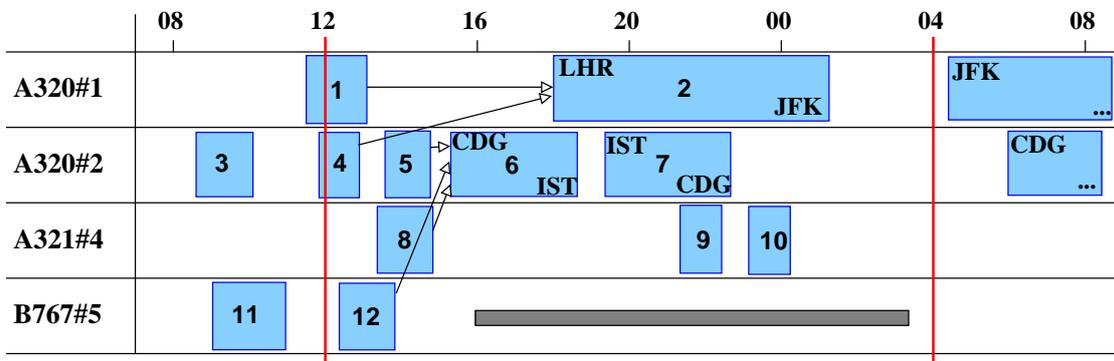 08 12 16 20 00 04 08
A320#1 1 LHR 2 JFK JFK ...
A320#2 3 4 5 CDG 6 IST IST 7 CDG CDG ...
A321#4 8 9 10
B767#5 11 12